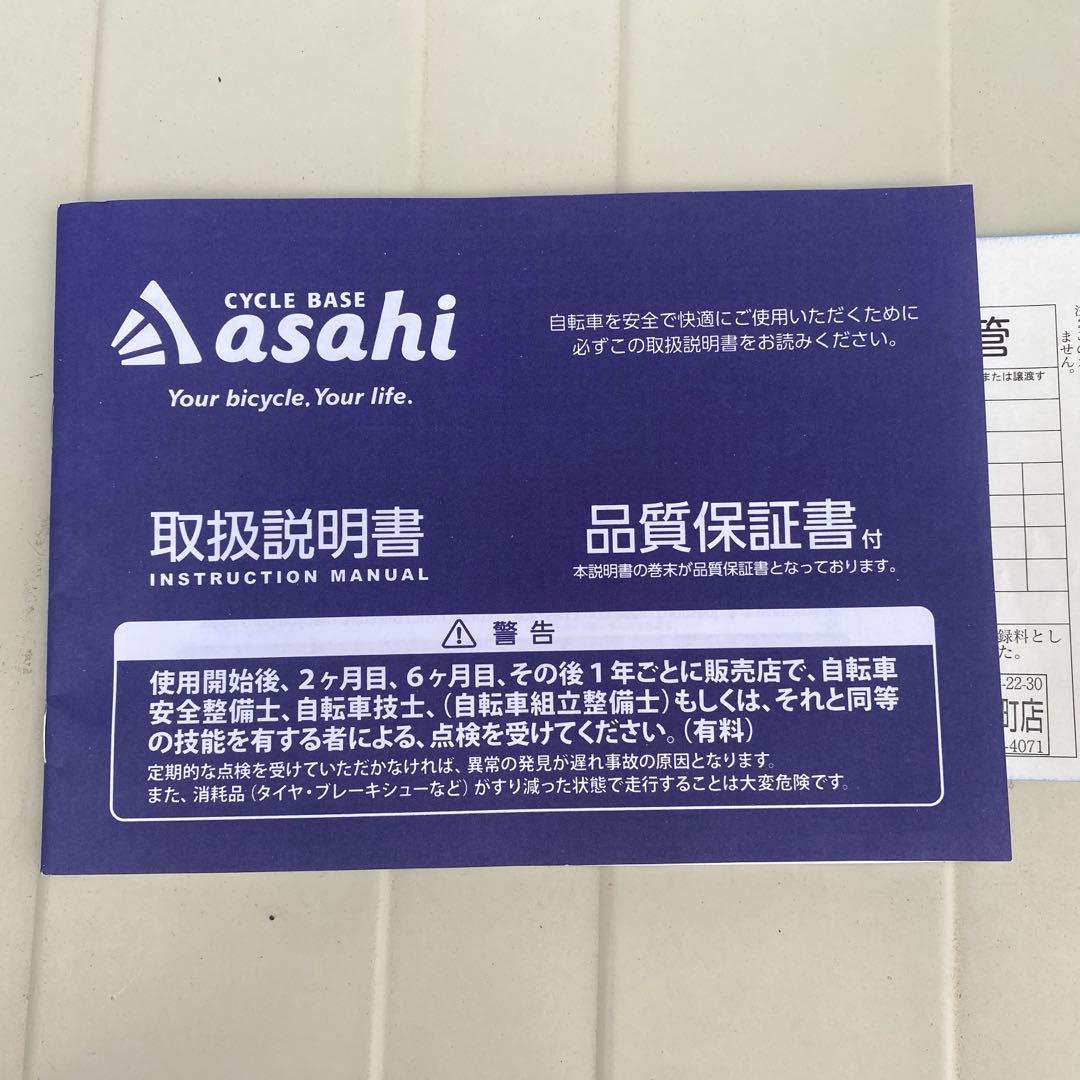 CYCLE BASE
asahi
Your bicycle, Your life.
自転車を安全で快適にご使用いただくために
必ずこの取扱説明書をお読みください。
取扱説明書
INSTRUCTION MANUAL
品質保証書付
本説明書の巻末が品質保証書となっております。
警告
使用開始後、2ヶ月目、6ヶ月目、その後1年ごとに販売店で、自転車
安全整備士、自転車技士、(自転車組立整備士)もしくは、それと同等
の技能を有する者による、点検を受けてください。(有料)
定期的な点検を受けていただかなければ、異常の発見が遅れ事故の原因となります。
また、消耗品(タイヤ・ブレーキシューなど)がすり減った状態で走行することは大変危険です。
ません。
管
または譲渡す
録料とし
た。
-22-30
町店
-4071